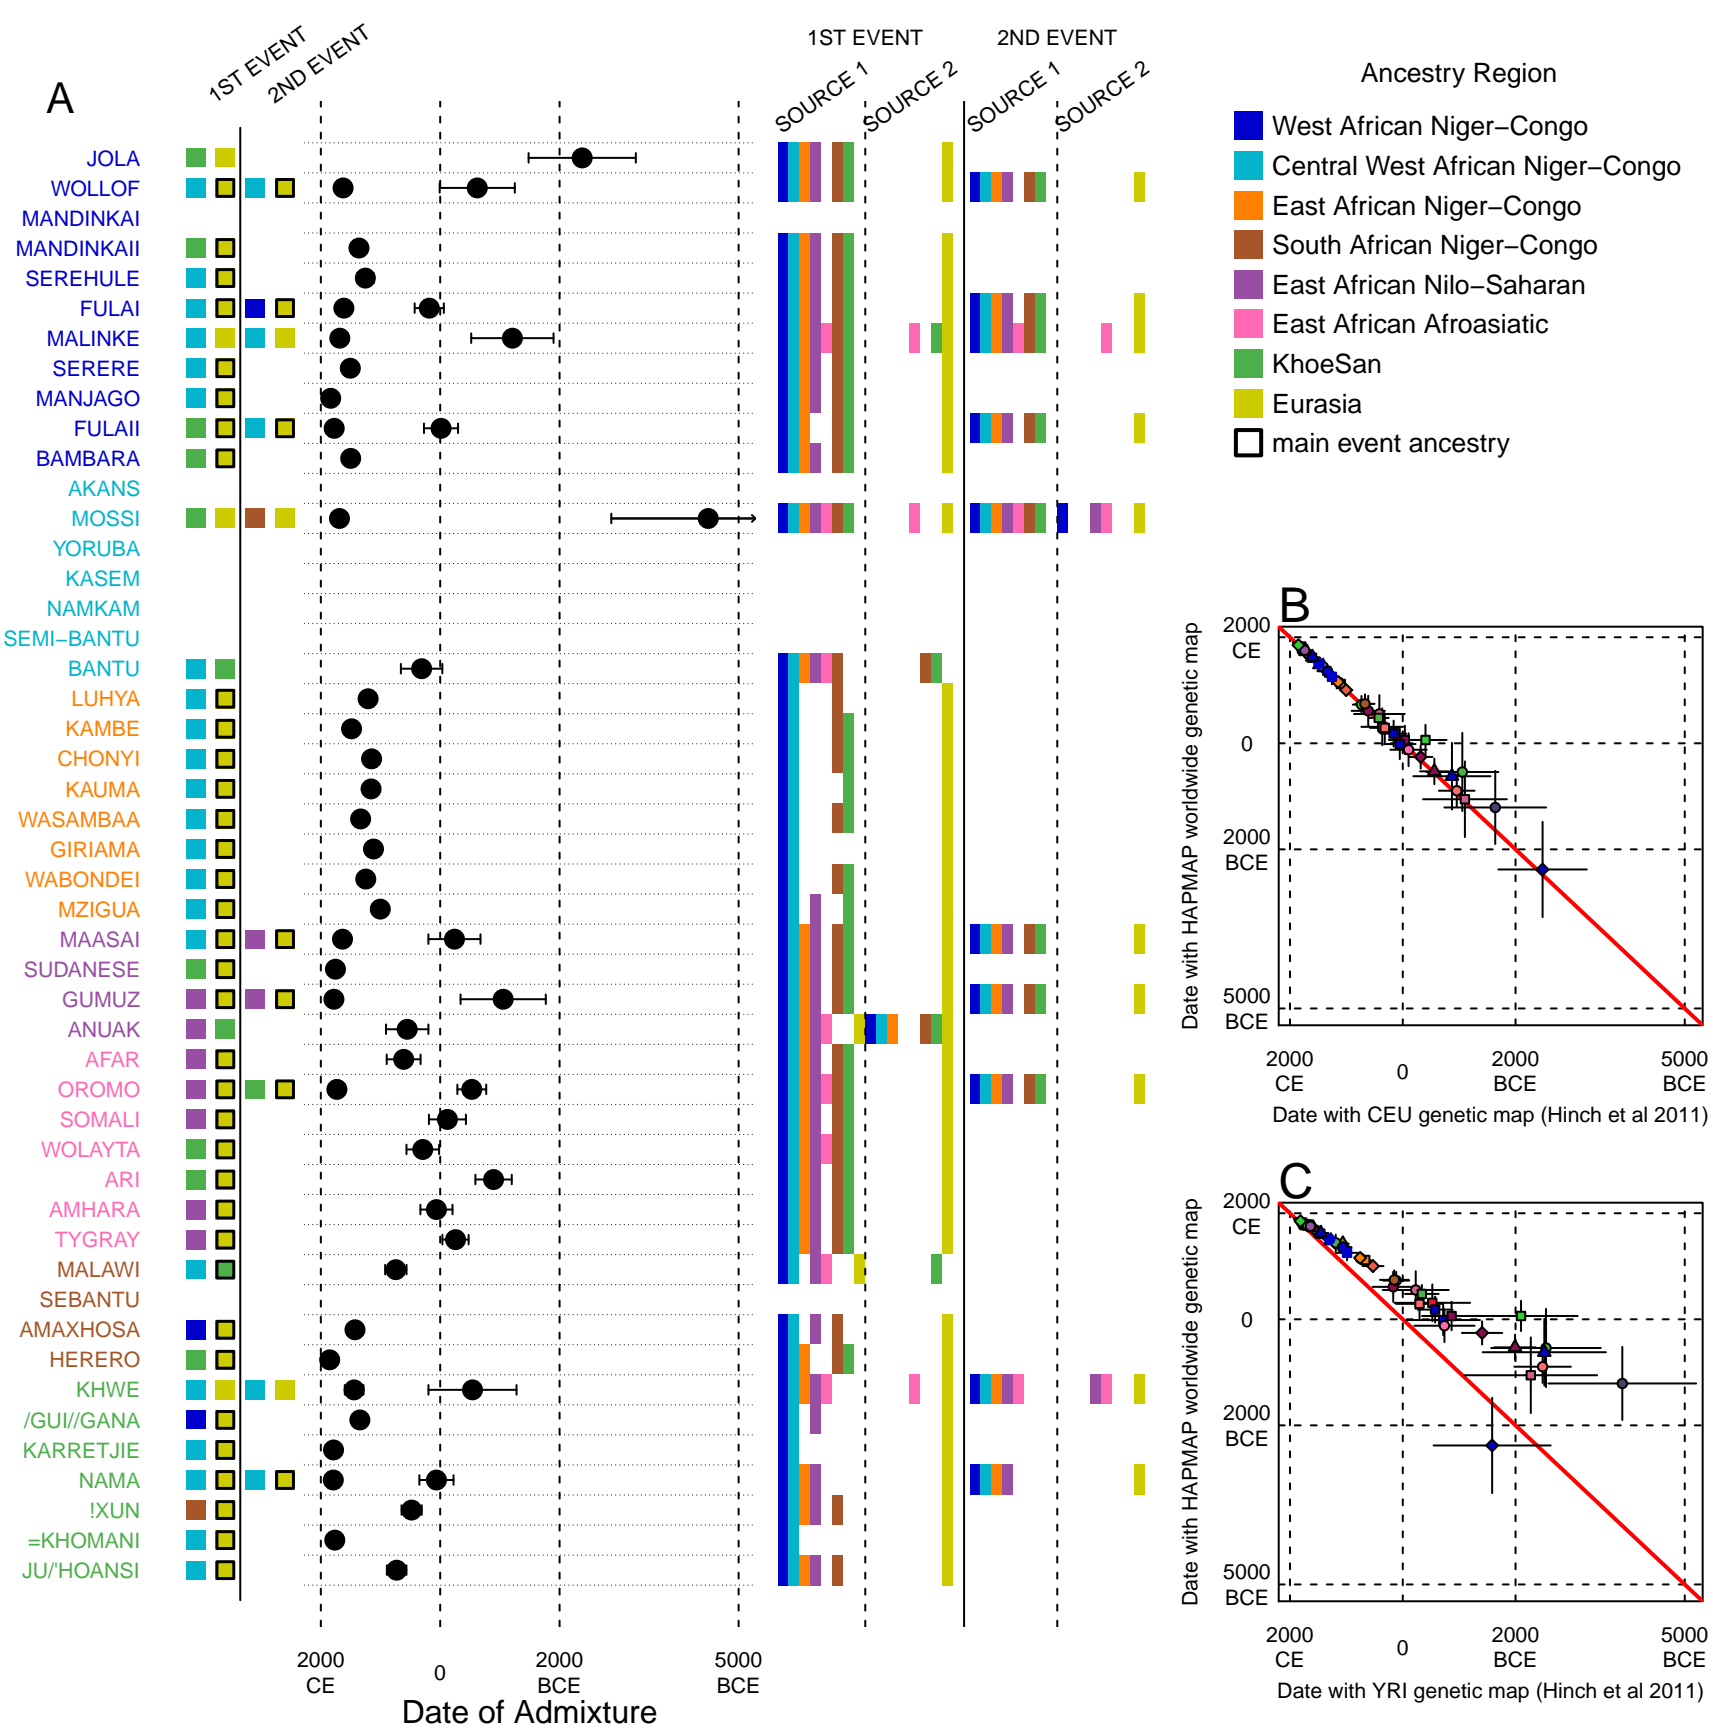 A
1ST EVENT
2ND EVENT
1ST EVENT
2ND EVENT
SOURCE 1
SOURCE 2
SOURCE 1
SOURCE 2
JOLA
WOLLOF
MANDINKAI
MANDINKAII
SEREHULE
FULAI
MALINKE
SERERE
MANJAGO
FULAII
BAMBARA
AKANS
MOSSI
YORUBA
KASEM
NAMKAM
SEMI−BANTU
BANTU
LUHYA
KAMBE
CHONYI
KAUMA
WASAMBAA
GIRIAMA
WABONDEI
MZIGUA
MAASAI
SUDANESE
GUMUZ
ANUAK
AFAR
OROMO
SOMALI
WOLAYTA
ARI
AMHARA
TYGRAY
MALAWI
SEBANTU
AMAXHOSA
HERERO
KHWE
/GUI//GANA
KARRETJIE
NAMA
!XUN
=KHOMANI
JU/'HOANSI
2000 CE
0
2000 BCE
5000 BCE
Date of Admixture
Ancestry Region
West African Niger−Congo
Central West African Niger−Congo
East African Niger−Congo
South African Niger−Congo
East African Nilo−Saharan
East African Afroasiatic
KhoeSan
Eurasia
main event ancestry
B
Date with HAPMAP worldwide genetic map
2000 CE
0
2000 BCE
5000 BCE
2000 CE
0
2000 BCE
5000 BCE
Date with CEU genetic map (Hinch et al 2011)
C
Date with HAPMAP worldwide genetic map
2000 CE
0
2000 BCE
5000 BCE
2000 CE
0
2000 BCE
5000 BCE
Date with YRI genetic map (Hinch et al 2011)